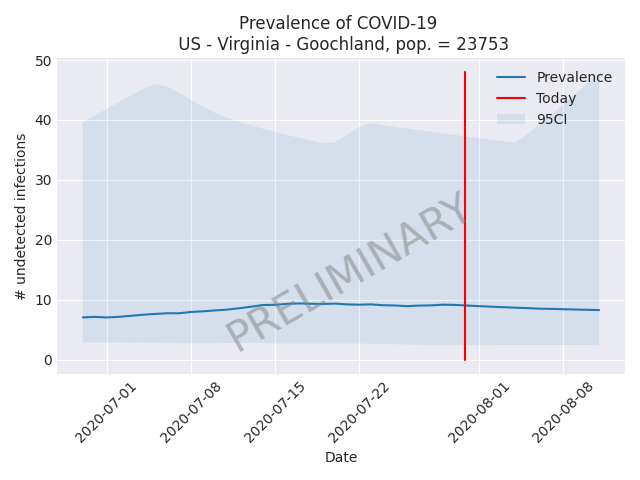 Prevalence of COVID-19
US - Virginia - Goochland, pop. = 23753
50
40
30
20
10
0
# undetected infections
Prevalence
Today
95CI
PRELIMINARY
2020-07-01
2020-07-08
2020-07-15
2020-07-22
2020-08-01
2020-08-08
Date